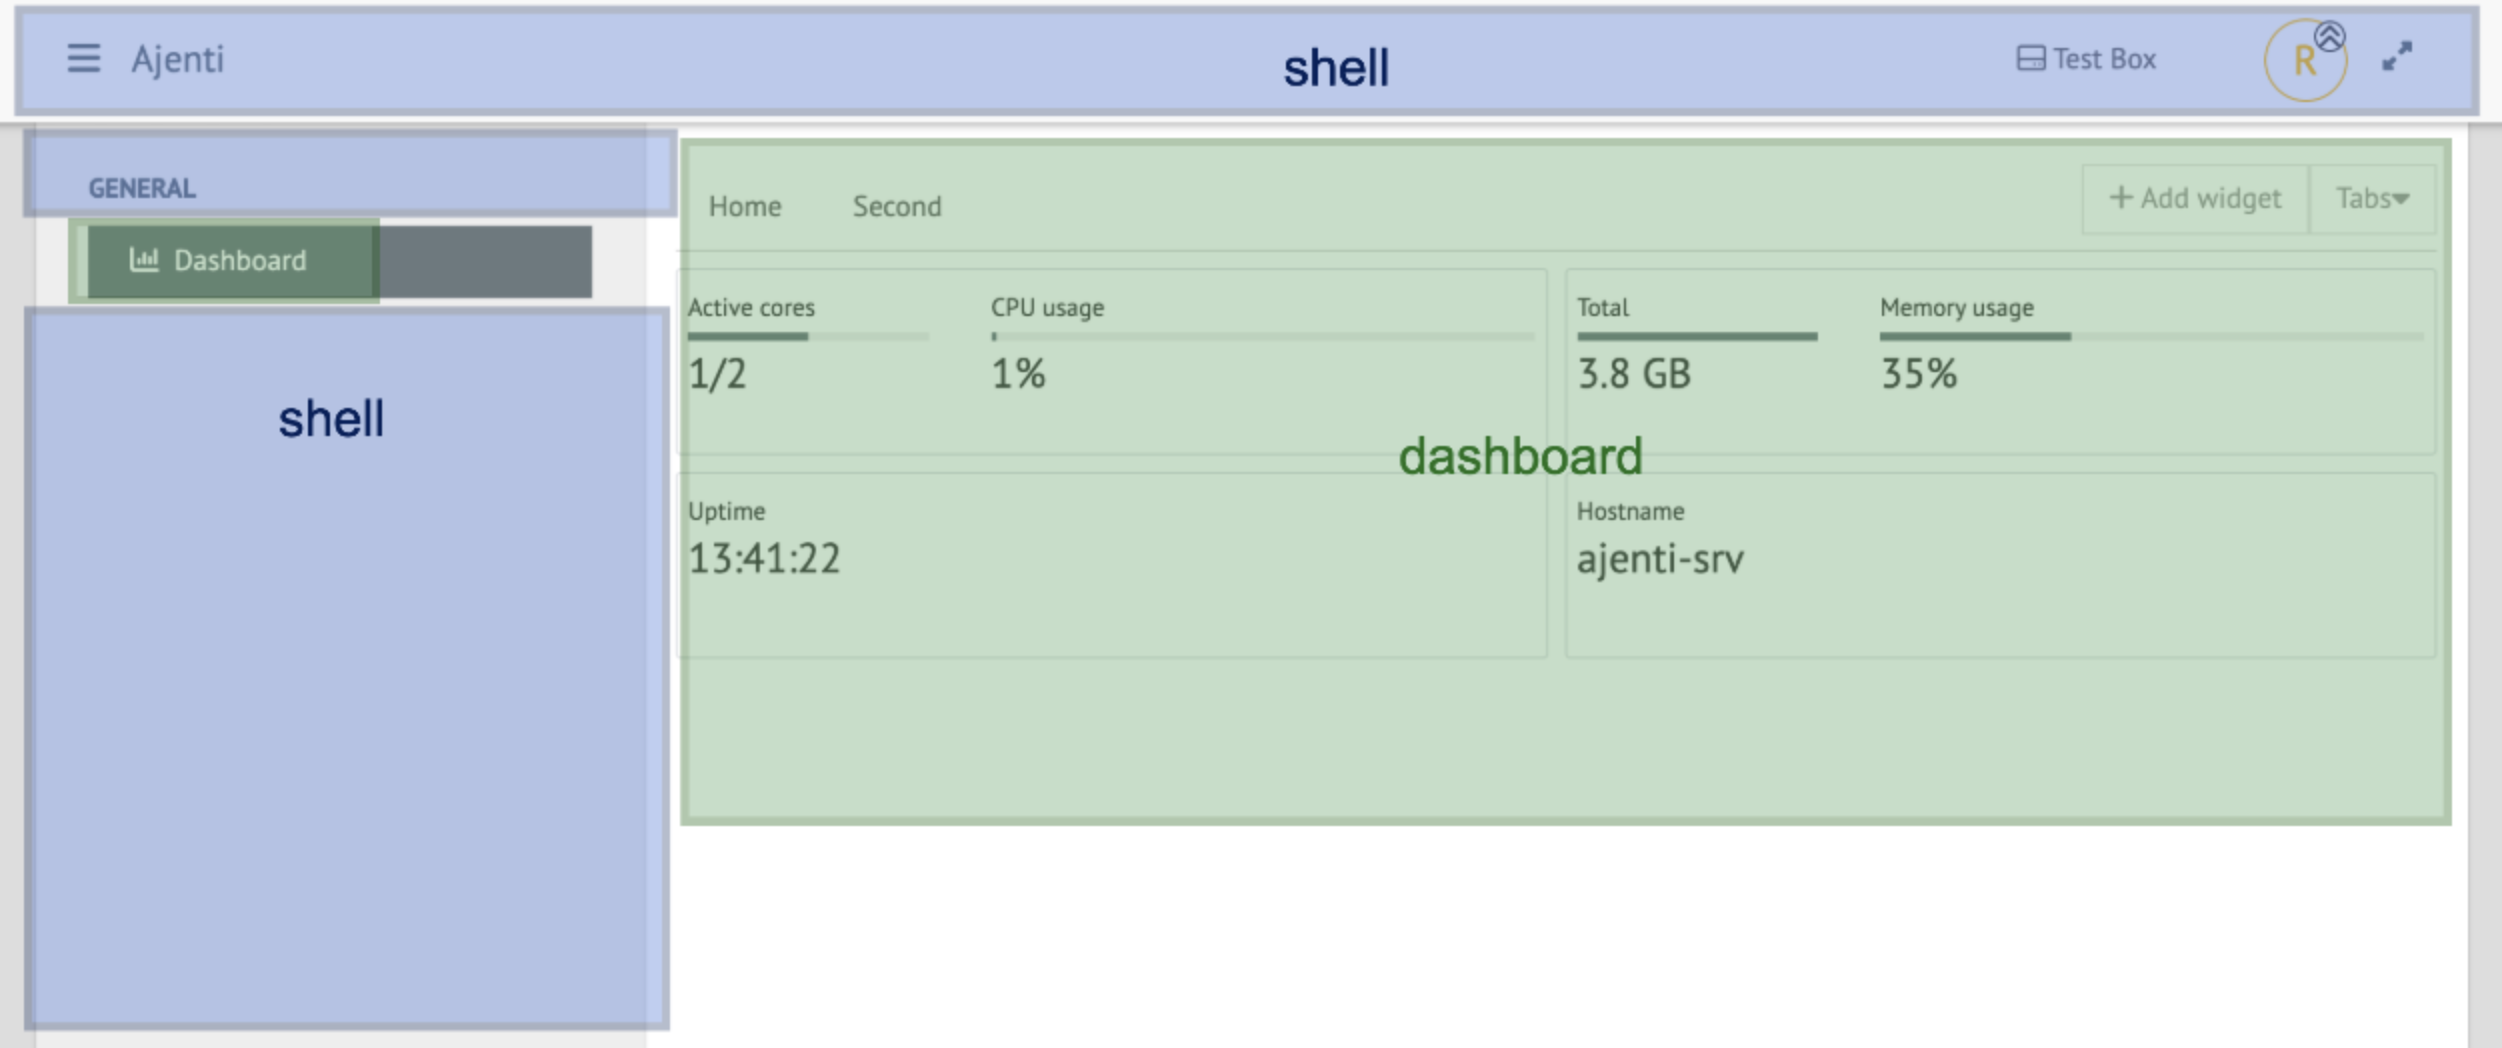 Ajenti
shell
Test Box
R
GENERAL
Dashboard
shell
Home Second
+ Add widget Tabs
Active cores CPU usage
1/2 1%
Total Memory usage
3.8 GB 35%
dashboard
Uptime
13:41:22
Hostname
ajenti-srv